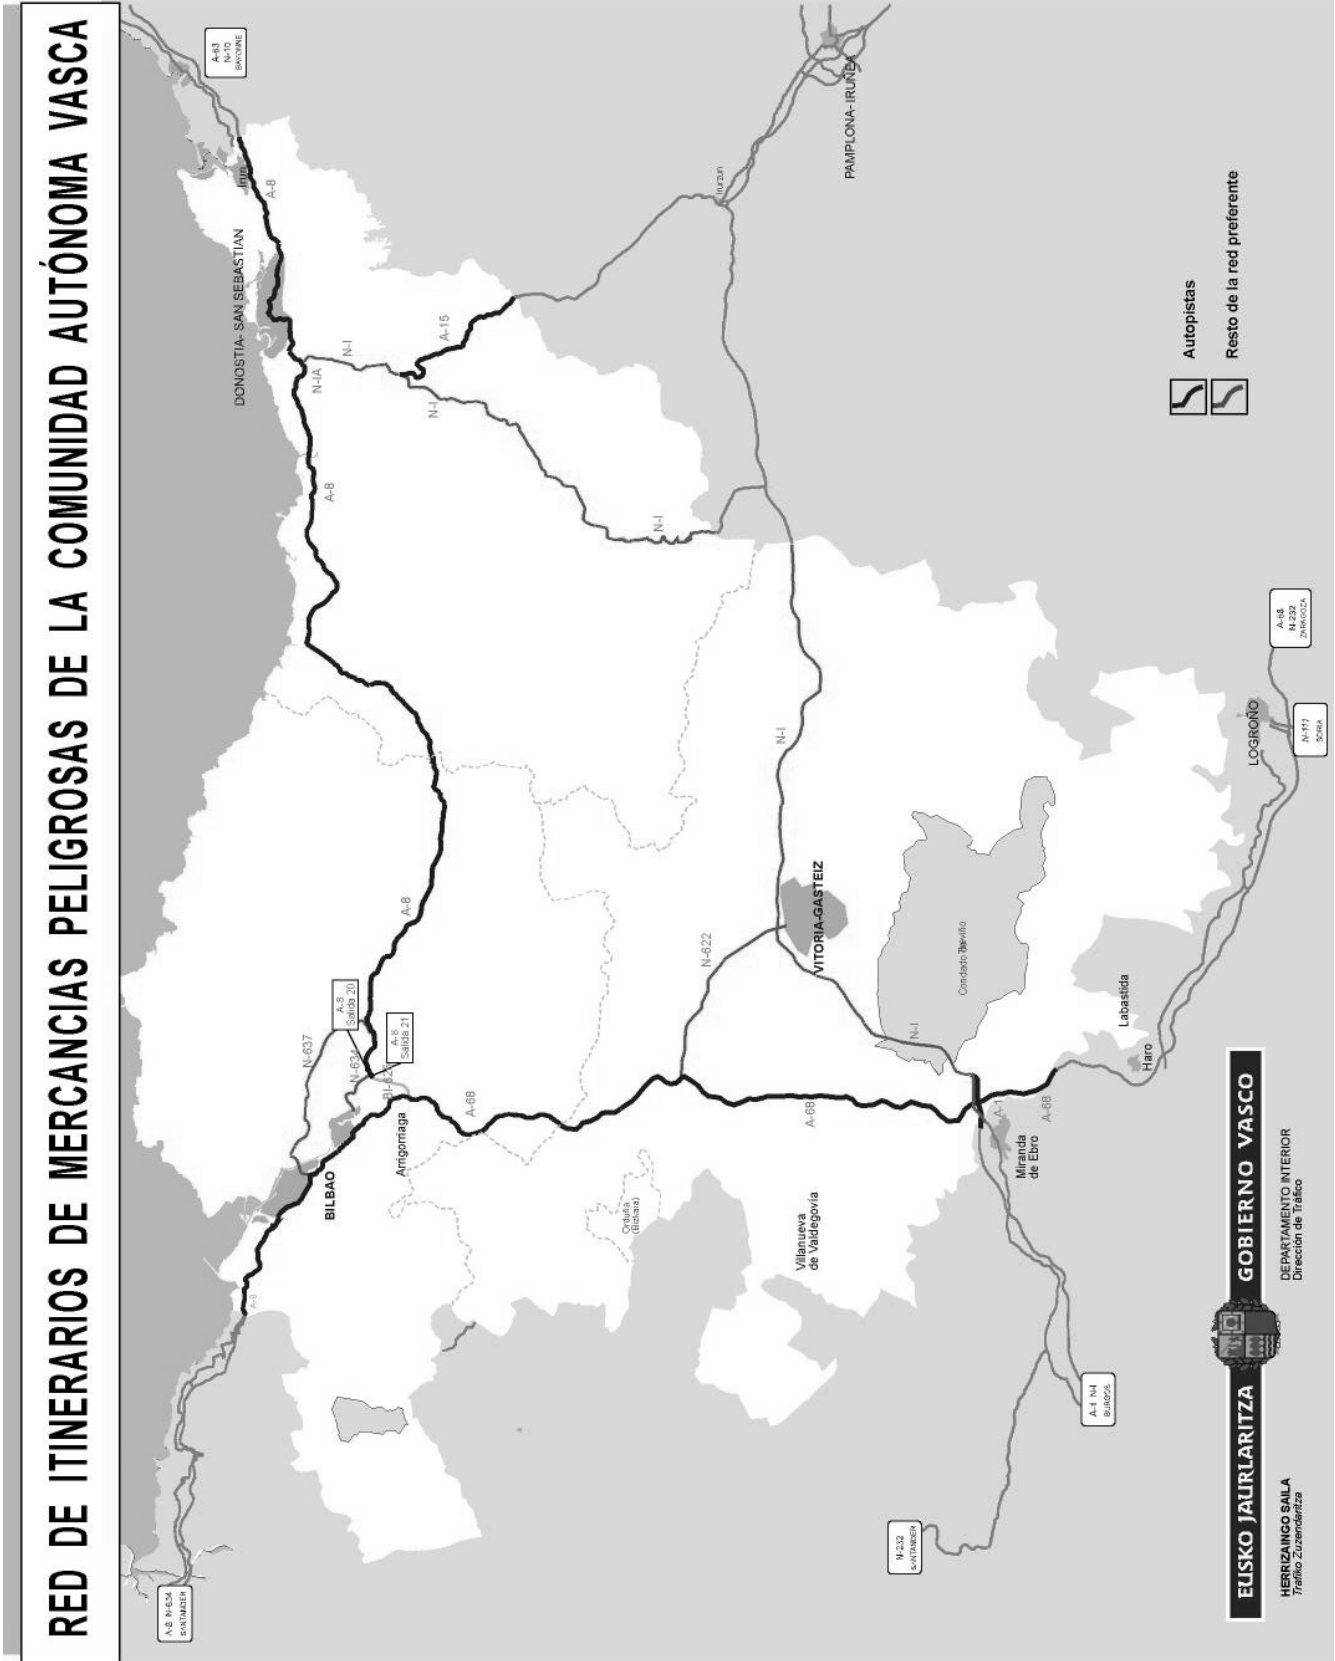 RED DE ITINERARIOS DE MERCANCIAS PELIGROSAS DE LA COMUNIDAD AUTÓNOMA VASCA
A-8 N-634
SANTANDER
A-63
N-10
BAYONNE
Irun
A-8
DONOSTIA- SAN SEBASTIAN
N-IA
N-I
A-15
N-I
A-8
N-I
Irurzun
PAMPLONA- IRUÑEA
A-8
A-8
Salida 20
A-8
Salida 21
N-637
N-634
BI-625
BILBAO
Arrigorriaga
A-68
Orduña
(Bizkaia)
N-622
N-I
VITORIA-GASTEIZ
A-68
Villanueva
de Valdegovía
N-I
Condado de Treviño
A-1
A-68
Miranda
de Ebro
Labastida
Haro
LOGROÑO
A-68
N-232
ZARAGOZA
N-111
SORIA
N-232
SANTANDER
A-1 N-I
BURGOS
Autopistas
Resto de la red preferente
EUSKO JAURLARITZA
GOBIERNO VASCO
HERRIZAINGO SAILA
Trafiko Zuzendaritza
DEPARTAMENTO INTERIOR
Dirección de Tráfico